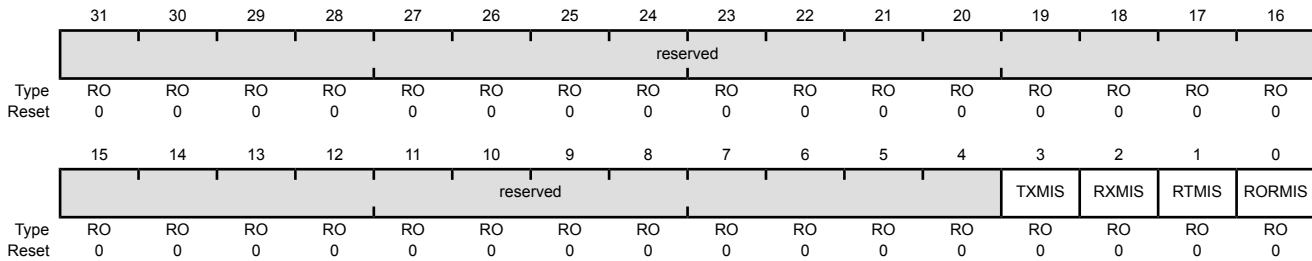 31 30 29 28 27 26 25 24 23 22 21 20 19 18 17 16
reserved
Type RO RO RO RO RO RO RO RO RO RO RO RO RO RO RO RO
Reset 0 0 0 0 0 0 0 0 0 0 0 0 0 0 0 0
15 14 13 12 11 10 9 8 7 6 5 4 3 2 1 0
reserved TXMIS RXMIS RTMIS RORMIS
Type RO RO RO RO RO RO RO RO RO RO RO RO RO RO RO RO
Reset 0 0 0 0 0 0 0 0 0 0 0 0 0 0 0 0